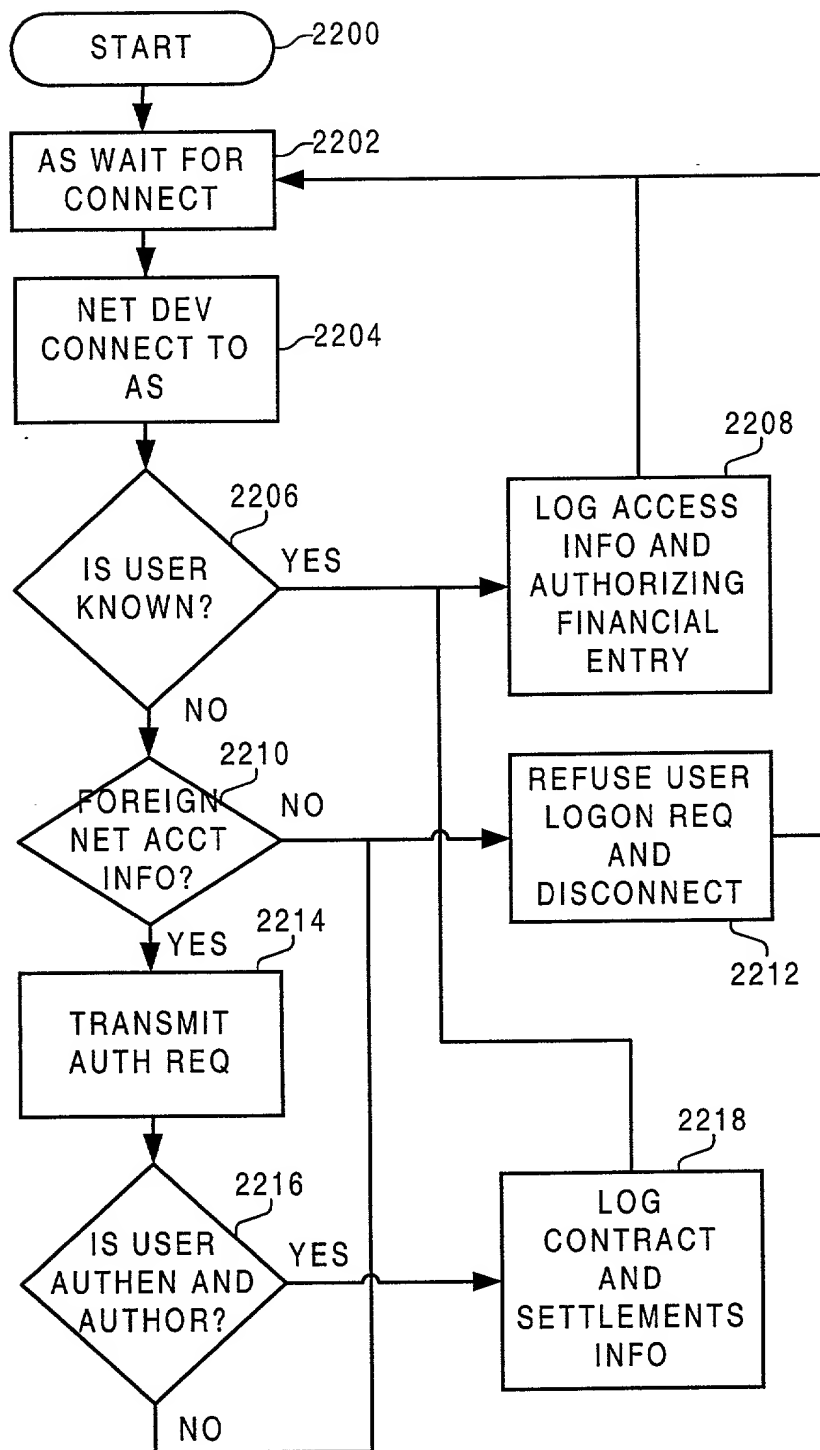 START
2200
AS WAIT FOR
CONNECT
2202
NET DEV
CONNECT TO
AS
2204
IS USER
KNOWN?
2206
YES
NO
LOG ACCESS
INFO AND
AUTHORIZING
FINANCIAL
ENTRY
2208
FOREIGN
NET ACCT
INFO?
2210
NO
YES
REFUSE USER
LOGON REQ
AND
DISCONNECT
2212
TRANSMIT
AUTH REQ
2214
IS USER
AUTHEN AND
AUTHOR?
2216
YES
NO
LOG
CONTRACT
AND
SETTLEMENTS
INFO
2218